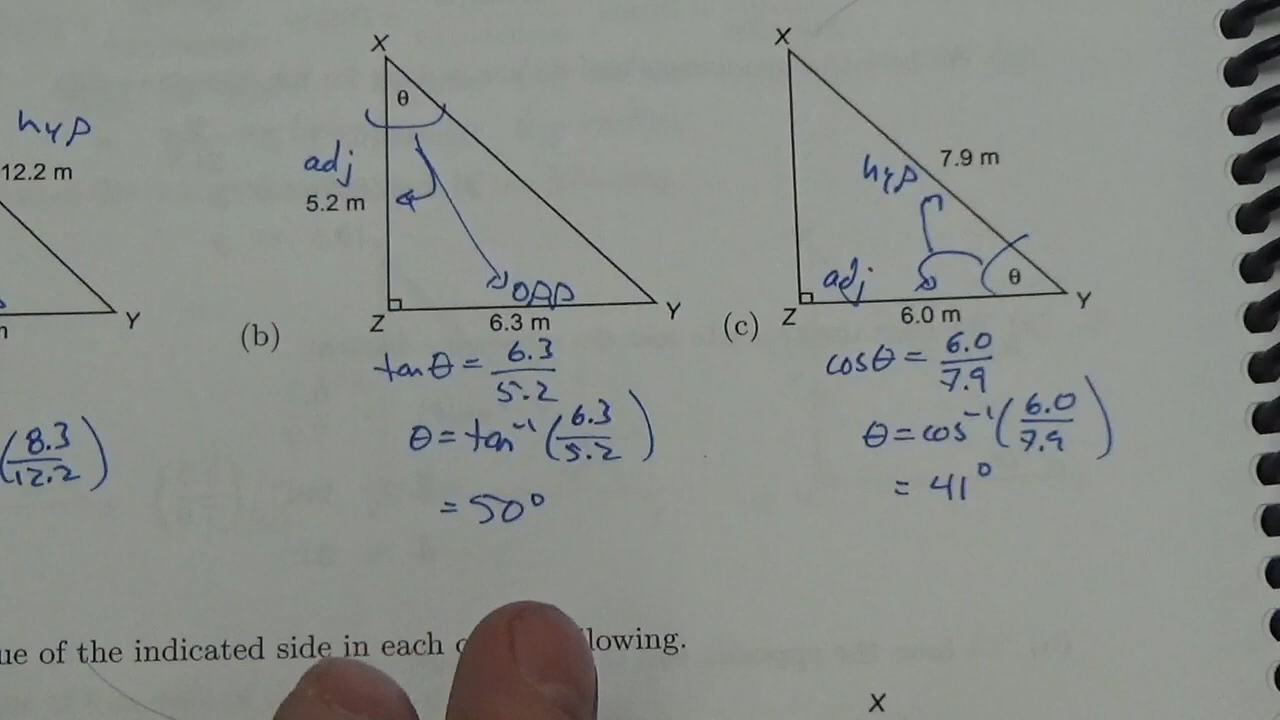 hyp
12.2 m
Y
(8.3/12.2)
(b)
X
θ
adj
5.2 m
opp
Z
6.3 m
Y
tan θ = 6.3/5.2
θ = tan⁻¹(6.3/5.2)
= 50°
(c)
X
7.9 m
hyp
adj
θ
Z
6.0 m
Y
cos θ = 6.0/7.9
θ = cos⁻¹(6.0/7.9)
= 41°
of the indicated side in each
X